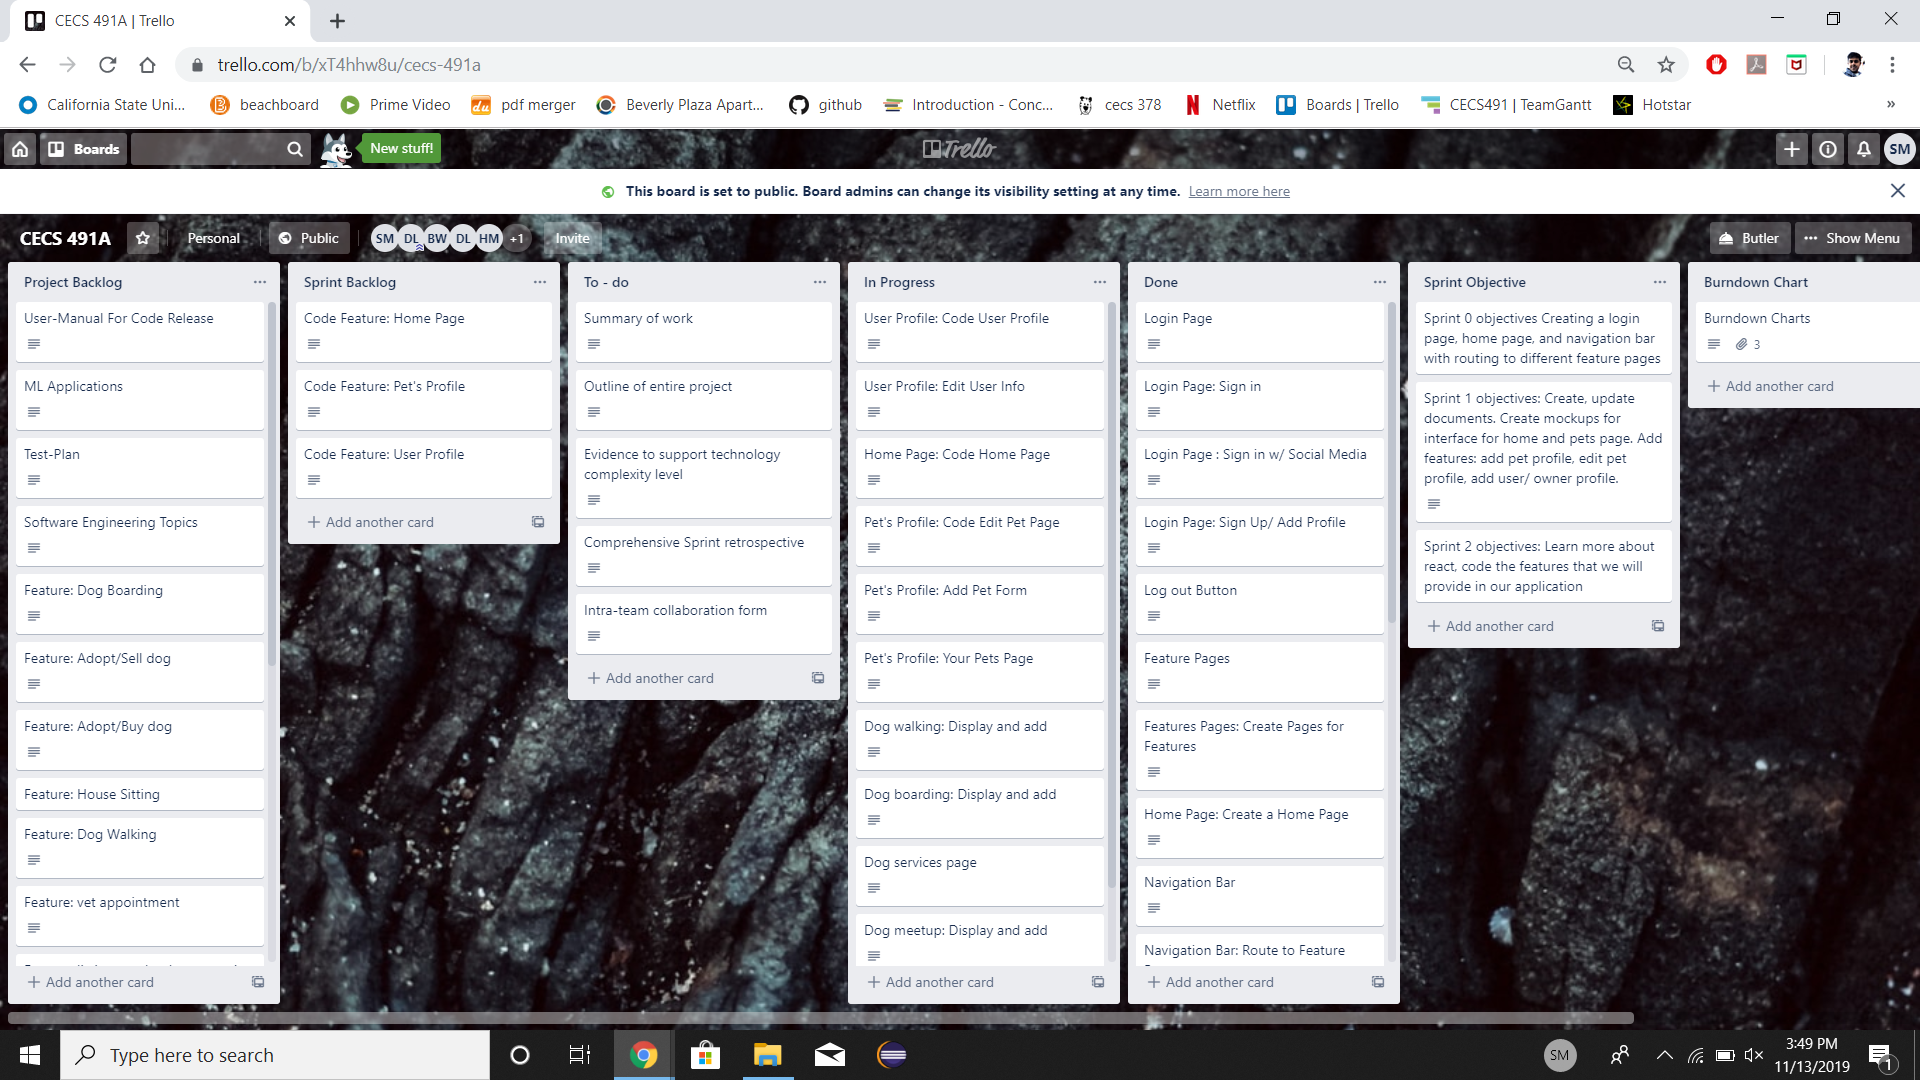 CECS 491A | Trello
trello.com/b/xT4hhw8u/cecs-491a
California State Uni...
beachboard
Prime Video
pdf merger
Beverly Plaza Apart...
github
Introduction - Conc...
cecs 378
Netflix
Boards | Trello
CECS491 | TeamGantt
Hotstar
»
Boards
New stuff!
Trello
SM
This board is set to public. Board admins can change its visibility setting at any time. Learn more here
CECS 491A
Personal
Public
SM DL BW DL HM +1
Invite
Butler
Show Menu
Project Backlog
User-Manual For Code Release
ML Applications
Test-Plan
Software Engineering Topics
Feature: Dog Boarding
Feature: Adopt/Sell dog
Feature: Adopt/Buy dog
Feature: House Sitting
Feature: Dog Walking
Feature: vet appointment
Add another card
Sprint Backlog
Code Feature: Home Page
Code Feature: Pet's Profile
Code Feature: User Profile
Add another card
To - do
Summary of work
Outline of entire project
Evidence to support technology
complexity level
Comprehensive Sprint retrospective
Intra-team collaboration form
Add another card
In Progress
User Profile: Code User Profile
User Profile: Edit User Info
Home Page: Code Home Page
Pet's Profile: Code Edit Pet Page
Pet's Profile: Add Pet Form
Pet's Profile: Your Pets Page
Dog walking: Display and add
Dog boarding: Display and add
Dog services page
Dog meetup: Display and add
Add another card
Done
Login Page
Login Page: Sign in
Login Page : Sign in w/ Social Media
Login Page: Sign Up/ Add Profile
Log out Button
Feature Pages
Features Pages: Create Pages for
Features
Home Page: Create a Home Page
Navigation Bar
Navigation Bar: Route to Feature
Add another card
Sprint Objective
Sprint 0 objectives Creating a login
page, home page, and navigation bar
with routing to different feature pages
Sprint 1 objectives: Create, update
documents. Create mockups for
interface for home and pets page. Add
features: add pet profile, edit pet
profile, add user/ owner profile.
Sprint 2 objectives: Learn more about
react, code the features that we will
provide in our application
Add another card
Burndown Chart
Burndown Charts
3
Add another card
Type here to search
SM
3:49 PM
11/13/2019
1